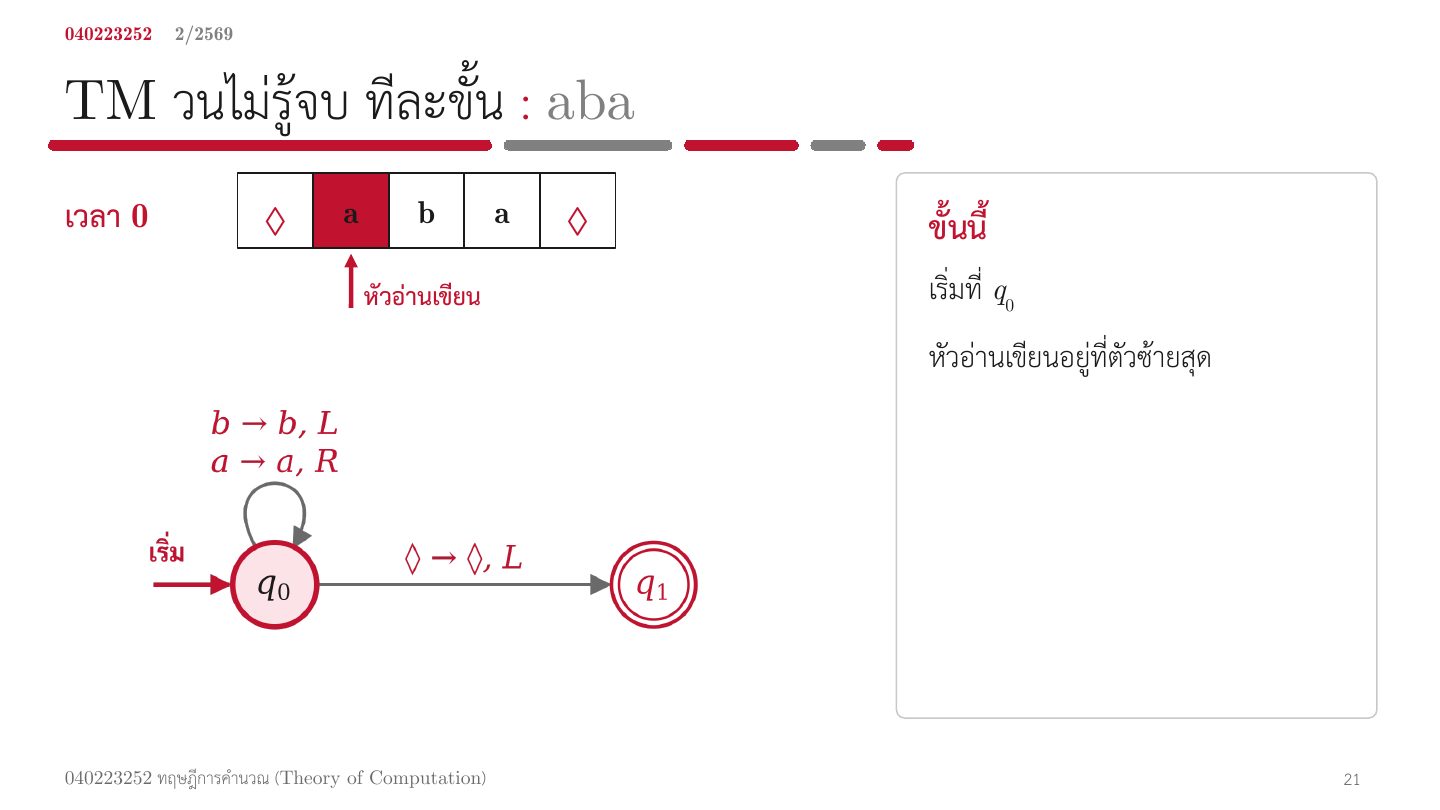 040223252 2/2569
TM วนไม่รู้จบ ทีละขั้น : aba
เวลา 0
◊ a b a ◊
หัวอ่านเขียน
ขั้นนี้
เริ่มที่ q₀
หัวอ่านเขียนอยู่ที่ตัวซ้ายสุด
b → b, L
a → a, R
เริ่ม
◊ → ◊, L
q₀
q₁
040223252 ทฤษฎีการคำนวณ (Theory of Computation)
21